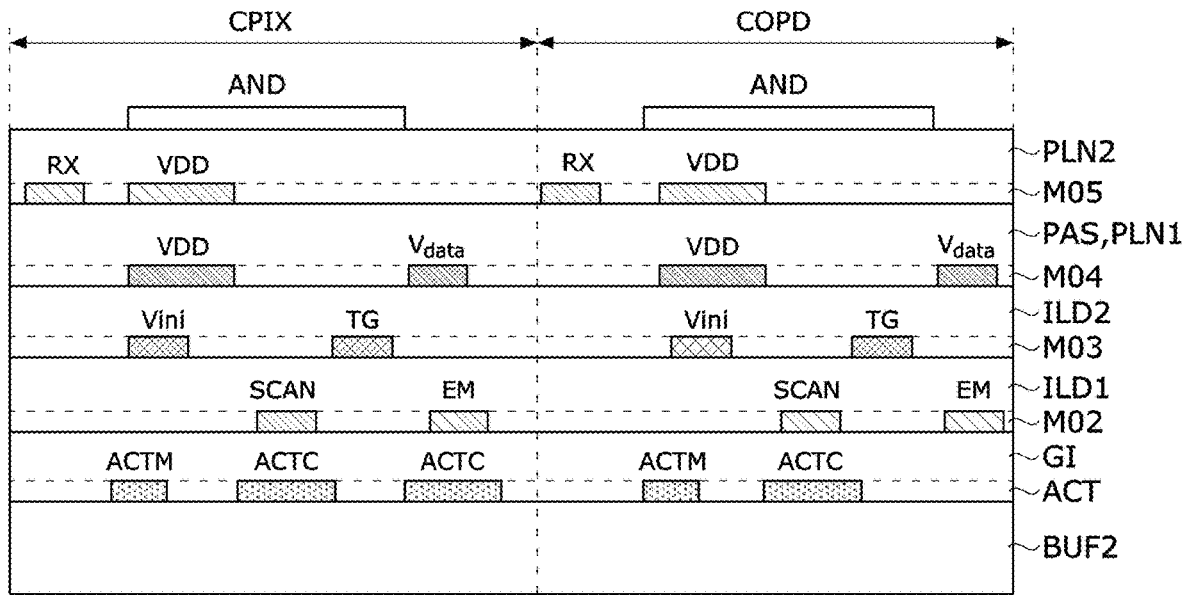 CPIX COPD
AND AND
PLN2
RX VDD RX VDD
M05
PAS,PLN1
VDD Vdata VDD Vdata
M04
ILD2
Vini TG Vini TG
M03
ILD1
SCAN EM SCAN EM
M02
GI
ACTM ACTC ACTC ACTM ACTC
ACT
BUF2